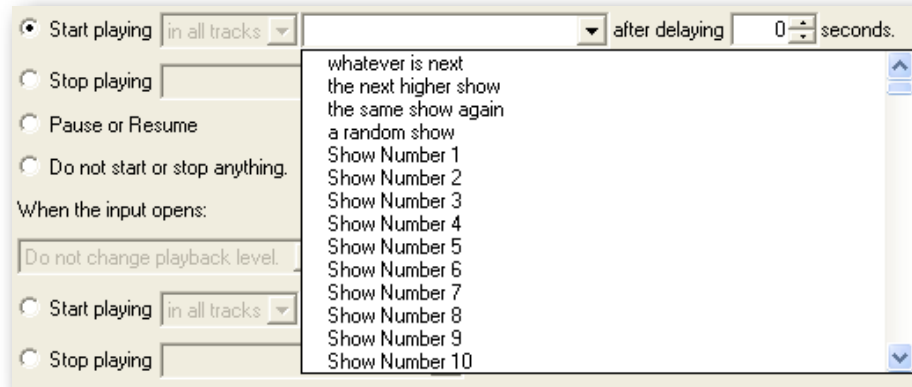 Start playing in all tracks after delaying 0 seconds.
whatever is next
the next higher show
the same show again
a random show
Show Number 1
Show Number 2
Show Number 3
Show Number 4
Show Number 5
Show Number 6
Show Number 7
Show Number 8
Show Number 9
Show Number 10
Stop playing
Pause or Resume
Do not start or stop anything.
When the input opens:
Do not change playback level.
Start playing in all tracks
Stop playing